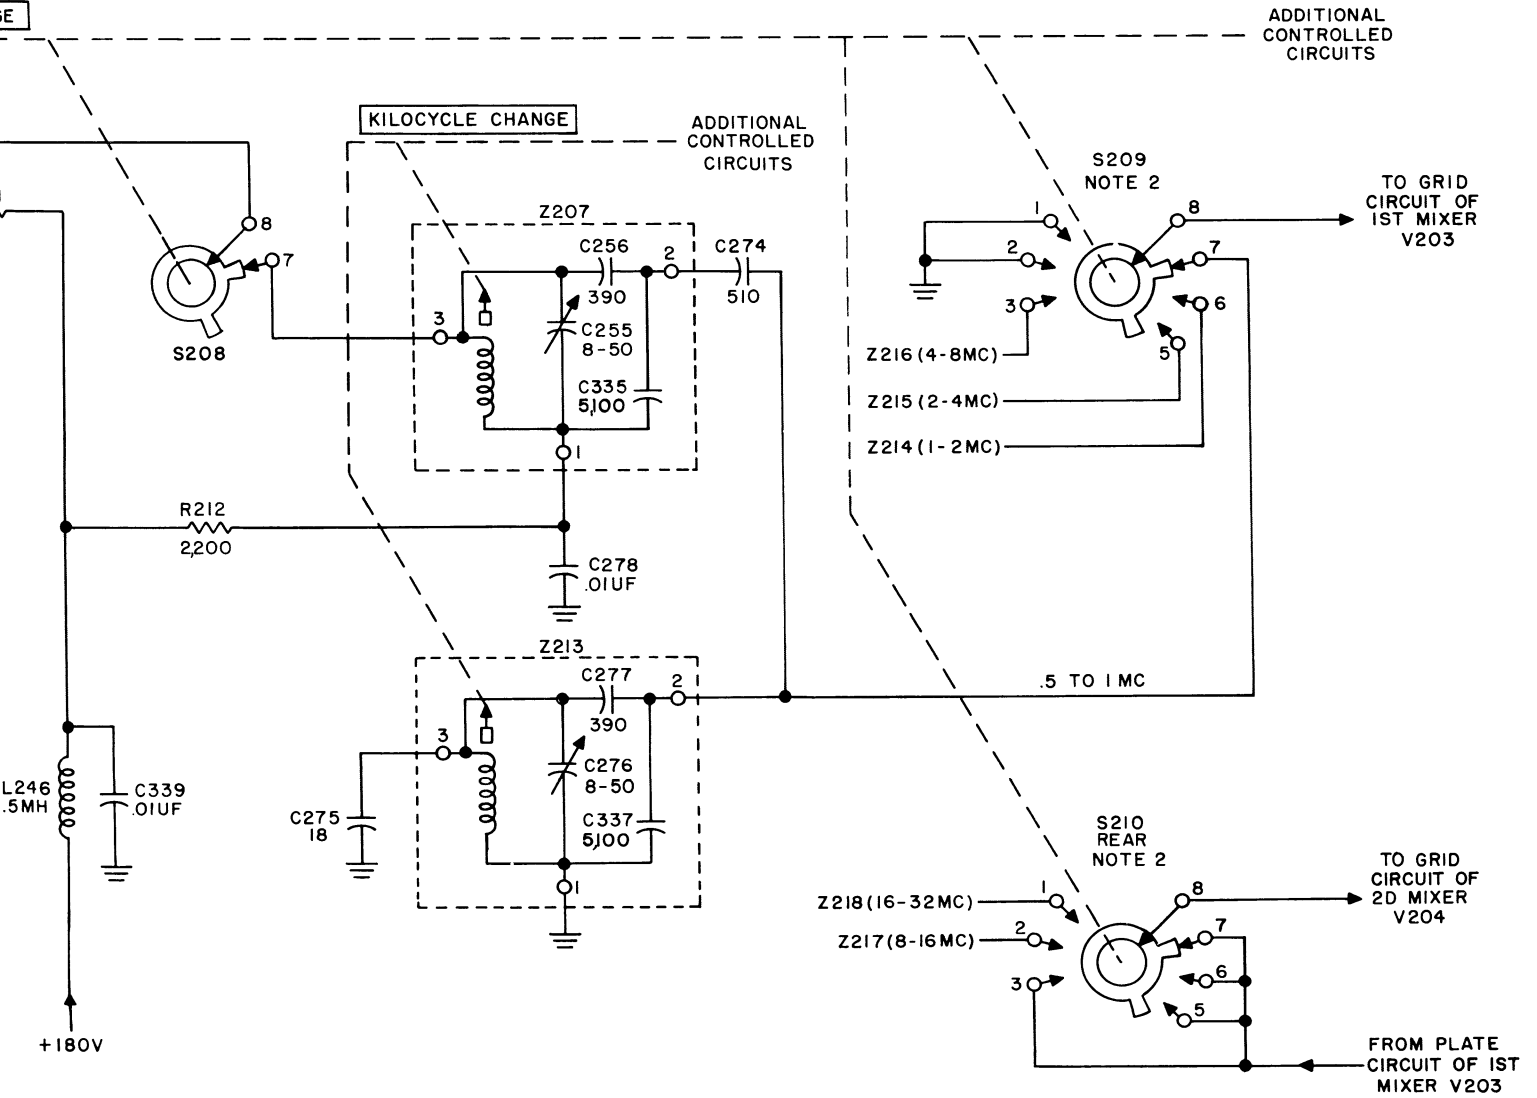 GE
ADDITIONAL
CONTROLLED
CIRCUITS
KILOCYCLE CHANGE
ADDITIONAL
CONTROLLED
CIRCUITS
S209
NOTE 2
TO GRID
CIRCUIT OF
1ST MIXER
V203
8
7
S208
Z207
C256
390
2
C274
510
3
C255
8-50
C335
5,100
1
1
2
3
8
7
6
5
Z216 (4-8MC)
Z215 (2-4MC)
Z214 (1-2MC)
R212
2,200
C278
.01UF
Z213
C277
390
2
.5 TO 1 MC
3
C276
8-50
C337
5,100
1
L246
.5MH
C339
.01UF
C275
18
S210
REAR
NOTE 2
TO GRID
CIRCUIT OF
2D MIXER
V204
Z218 (16-32MC)
Z217 (8-16MC)
1
2
3
8
7
6
5
+180V
FROM PLATE
CIRCUIT OF 1ST
MIXER V203